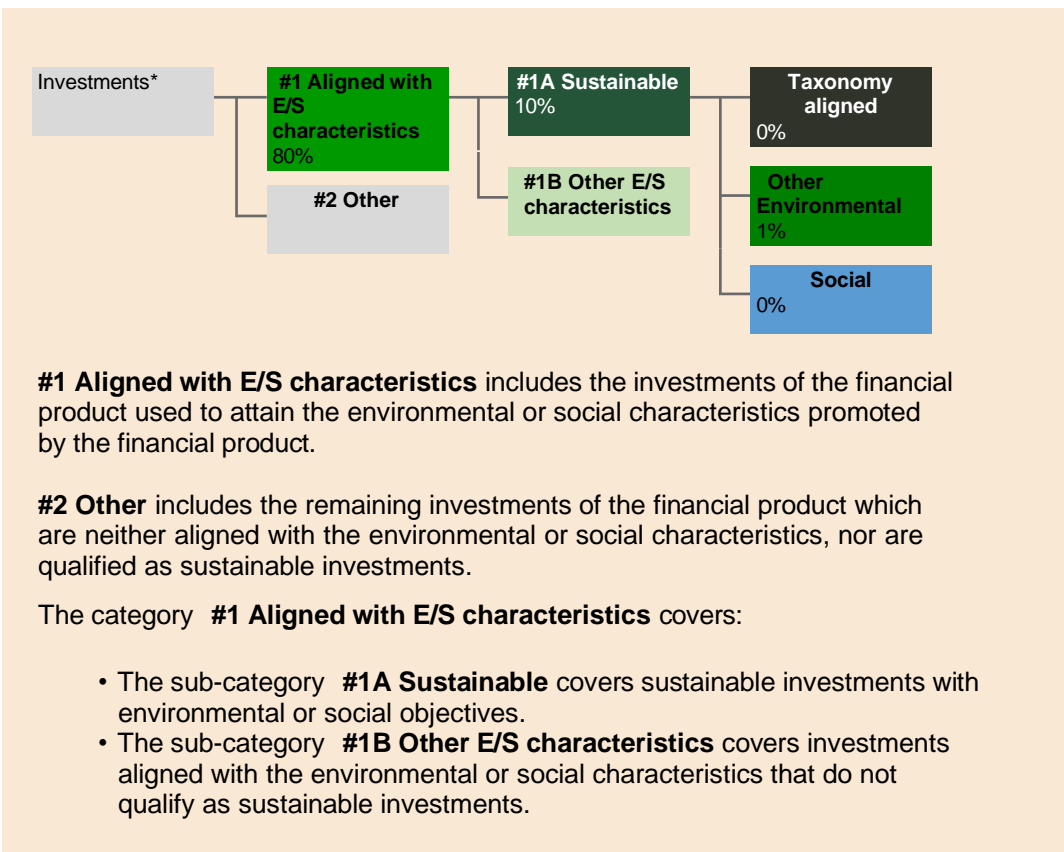 Investments*
#1 Aligned with
E/S
characteristics
80%
#2 Other
#1A Sustainable
10%
#1B Other E/S
characteristics
Taxonomy
aligned
0%
Other
Environmental
1%
Social
0%
#1 Aligned with E/S characteristics includes the investments of the financial
product used to attain the environmental or social characteristics promoted
by the financial product.
#2 Other includes the remaining investments of the financial product which
are neither aligned with the environmental or social characteristics, nor are
qualified as sustainable investments.
The category #1 Aligned with E/S characteristics covers:
• The sub-category #1A Sustainable covers sustainable investments with
environmental or social objectives.
• The sub-category #1B Other E/S characteristics covers investments
aligned with the environmental or social characteristics that do not
qualify as sustainable investments.